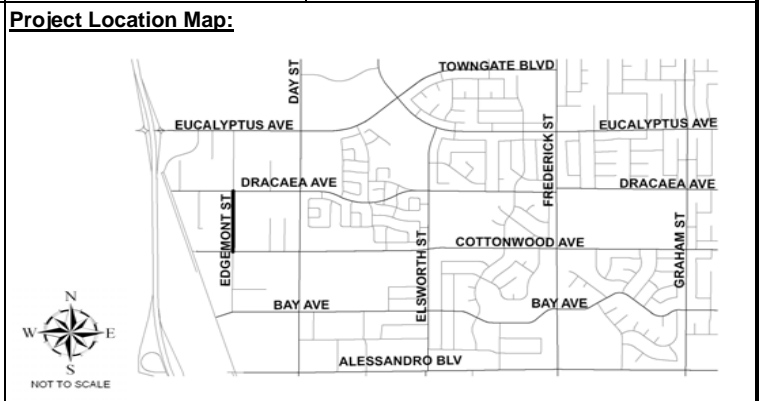 Project Location Map:
TOWNGATE BLVD
DAY ST
EUCALYPTUS AVE
EUCALYPTUS AVE
FREDERICK ST
DRACAEA AVE
DRACAEA AVE
EDGEMONT ST
ELSWORTH ST
COTTONWOOD AVE
GRAHAM ST
BAY AVE
BAY AVE
ALESSANDRO BLV
N
W
E
S
NOT TO SCALE